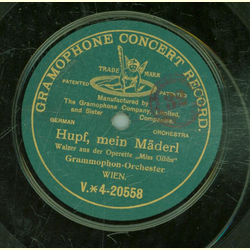 GRAMOPHONE CONCERT RECORD.
TRADE MARK
PATENTED PATENTED
Manufactured by
The Gramophone Company, Limited,
and Sister Companies.
GERMAN ORCHESTRA
Hupf, mein Mäderl
Walzer aus der Operette „Miss Gibbs"
Grammophon-Orchester
WIEN.
V.*4-20558